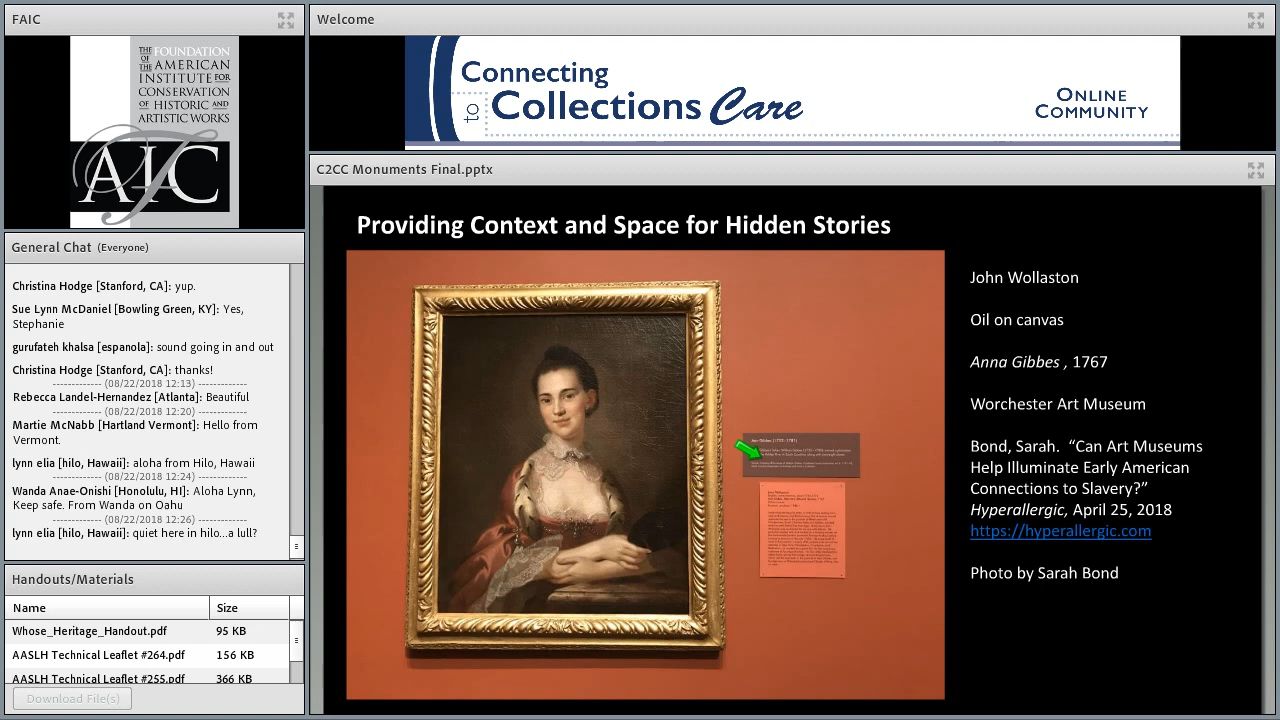 FAIC
THE FOUNDATION
OF THE AMERICAN
INSTITUTE FOR
CONSERVATION
OF HISTORIC AND
ARTISTIC WORKS
AIC
General Chat (Everyone)
Christina Hodge [Stanford, CA]: yup.
Sue Lynn McDaniel [Bowling Green, KY]: Yes,
Stephanie
gurufateh khalsa [espanola]: sound going in and out
Christina Hodge [Stanford, CA]: thanks!
------------ (08/22/2018 12:13) ------------
Rebecca Landel-Hernandez [Atlanta]: Beautiful
------------ (08/22/2018 12:20) ------------
Marie McNabb [Hartland Vermont]: Hello from
Vermont.
lynn elia [hilo, Hawaii]: aloha from hilo, Hawaii
------------ (08/22/2018 12:24) ------------
Wanda Anae-Onishi [Honolulu, HI]: Aloha Lynn,
Keep safe! From Wanda on Oahu
------------ (08/22/2018 12:26) ------------
lynn elia [hilo, Hawaii]: quiet here in hilo.. a little
Handouts/Materials
Name Size
Whose_Heritage_Handout.pdf 95 KB
AASLH Technical Leaflet #264.pdf 156 KB
AASLH Technical Leaflet #255.pdf 366 KB
Download File(s)
Welcome
Connecting
to Collections Care
ONLINE
COMMUNITY
C2CC Monuments Final.pptx
Providing Context and Space for Hidden Stories
John Wollaston
Oil on canvas
Anna Gibbes , 1767
Worchester Art Museum
Bond, Sarah. “Can Art Museums
Help Illuminate Early American
Connections to Slavery?”
Hyperallergic, April 25, 2018
https://hyperallergic.com
Photo by Sarah Bond